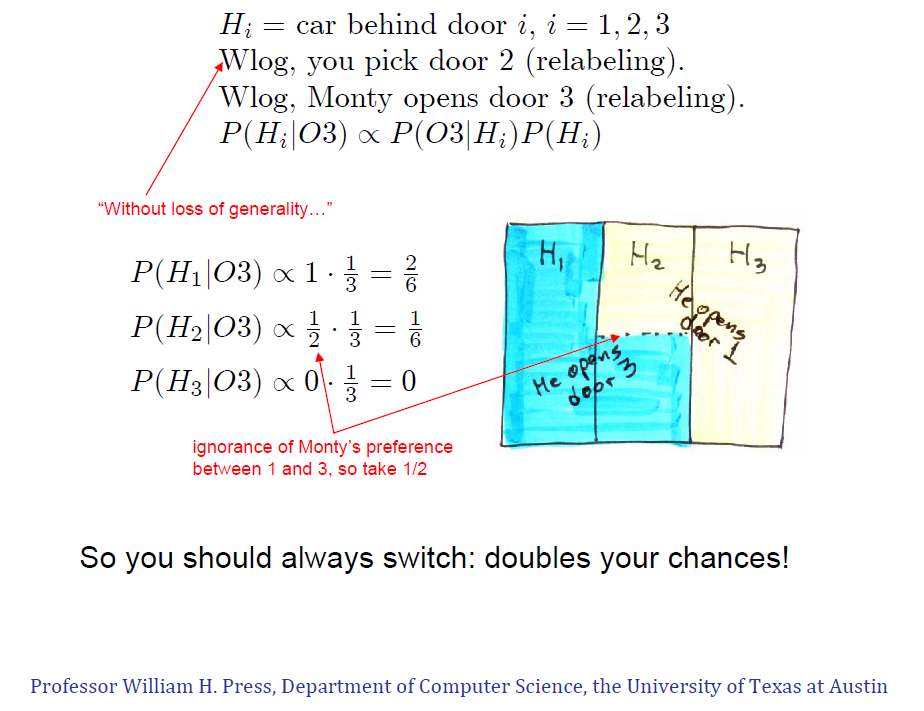 H_i = car behind door i, i = 1, 2, 3
Wlog, you pick door 2 (relabeling).
Wlog, Monty opens door 3 (relabeling).
P(H_i|O3) ∝ P(O3|H_i)P(H_i)
“Without loss of generality…”
P(H_1|O3) ∝ 1 · 1/3 = 2/6
P(H_2|O3) ∝ 1/2 · 1/3 = 1/6
P(H_3|O3) ∝ 0 · 1/3 = 0
ignorance of Monty’s preference
between 1 and 3, so take 1/2
H_1 H_2 H_3
He opens
door 1
He opens 3
door
So you should always switch: doubles your chances!
Professor William H. Press, Department of Computer Science, the University of Texas at Austin